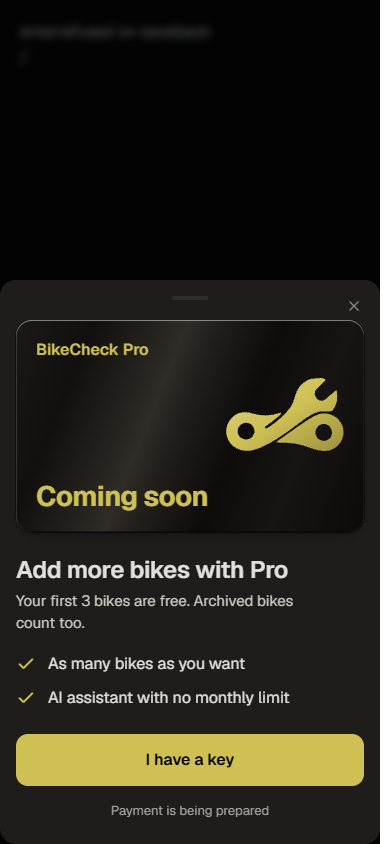 BikeCheck Pro
Coming soon
Add more bikes with Pro
Your first 3 bikes are free. Archived bikes
count too.
As many bikes as you want
AI assistant with no monthly limit
I have a key
Payment is being prepared